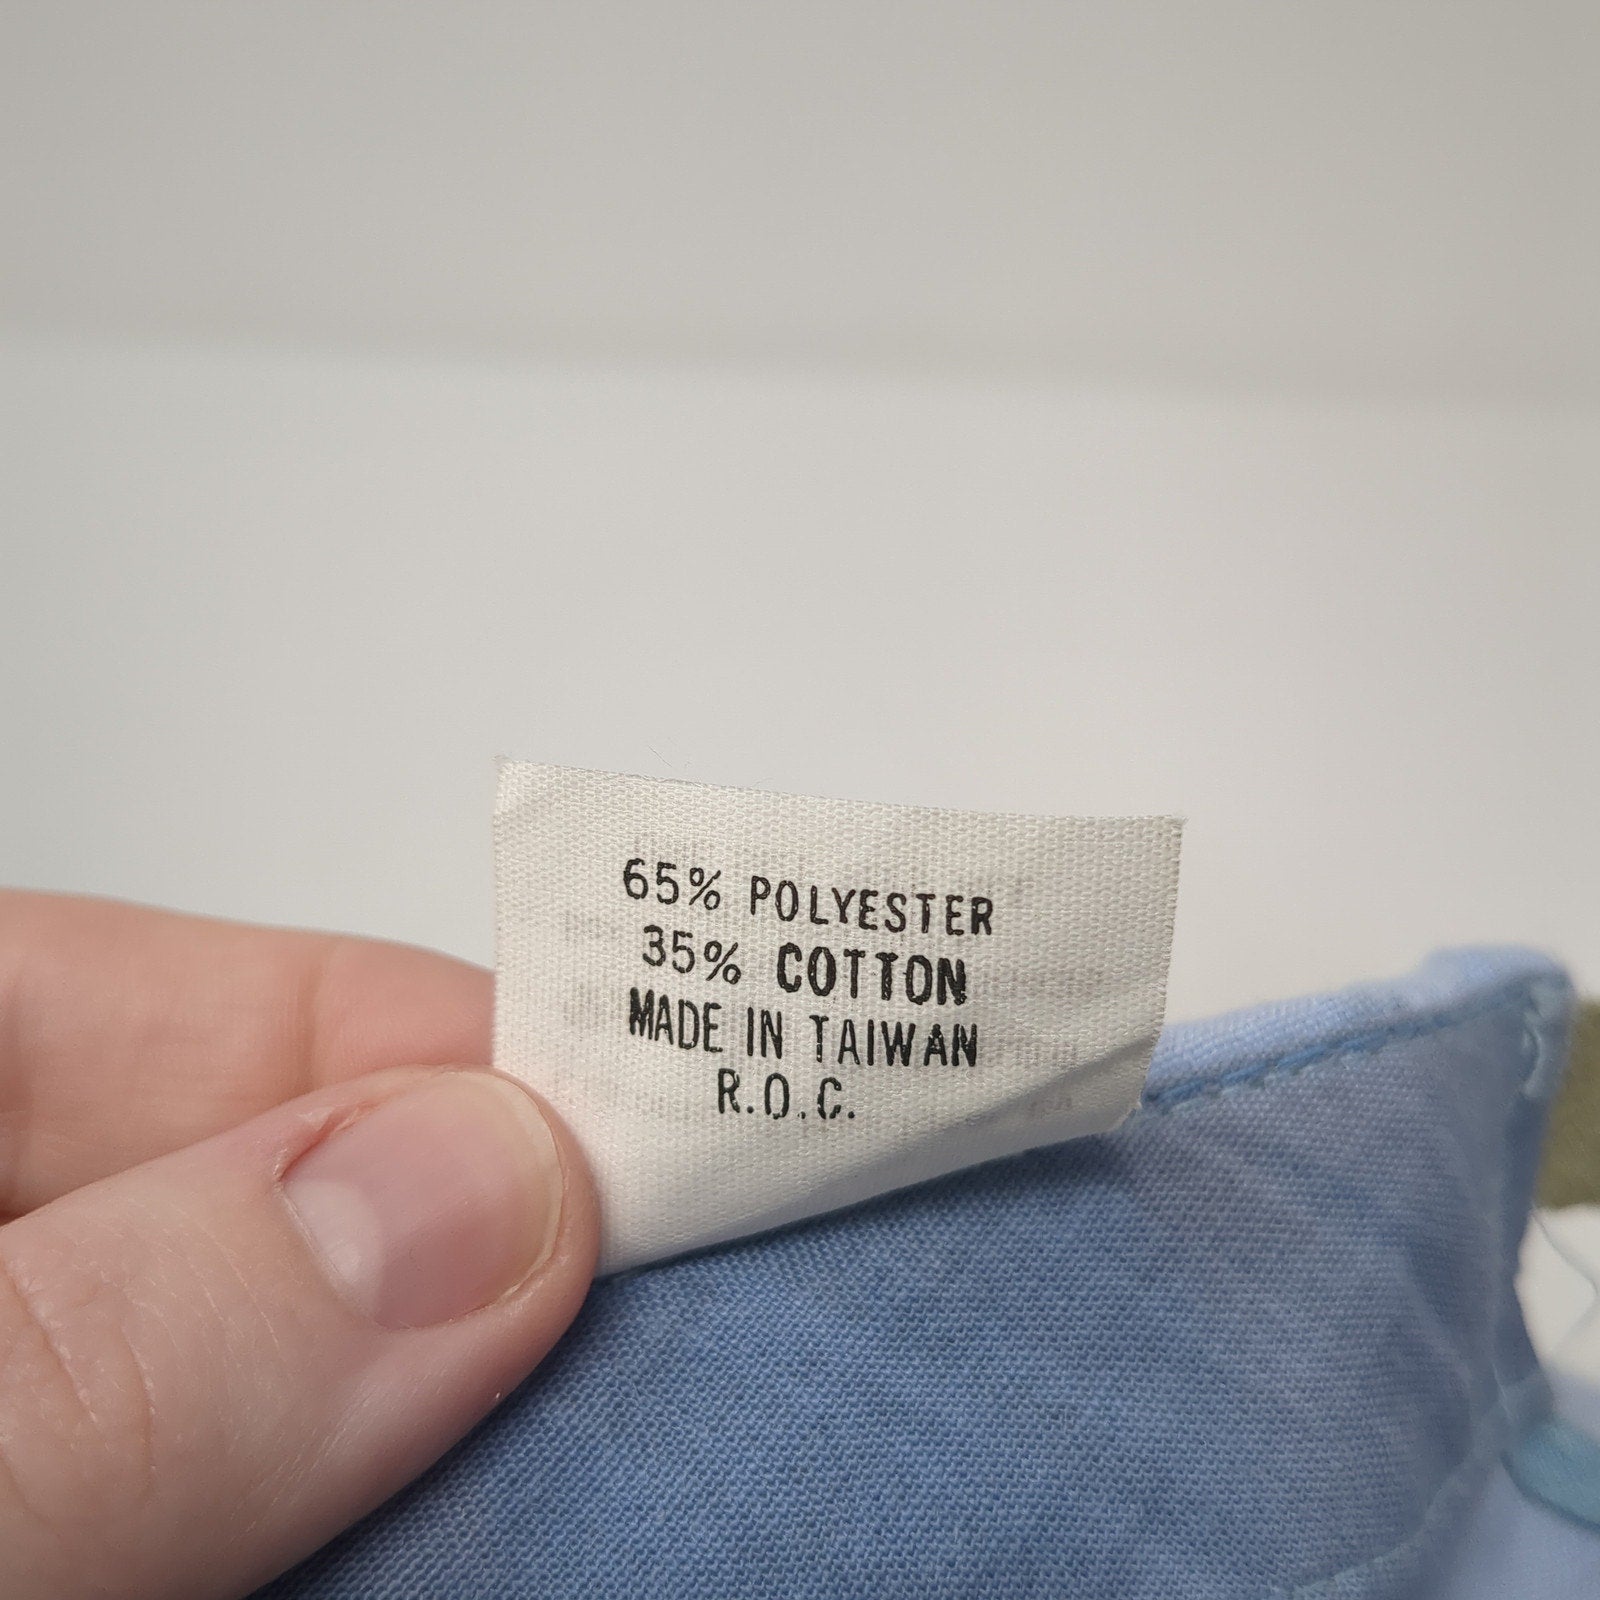 65% POLYESTER
35% COTTON
MADE IN TAIWAN
R.O.C.